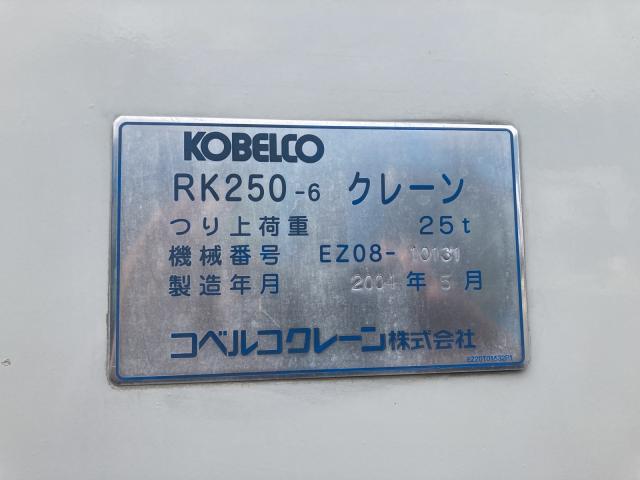 KOBELCO
RK250-6 クレーン
つり上荷重 25t
機械番号 EZ08-10131
製造年月 2004年5月
コベルコクレーン株式会社